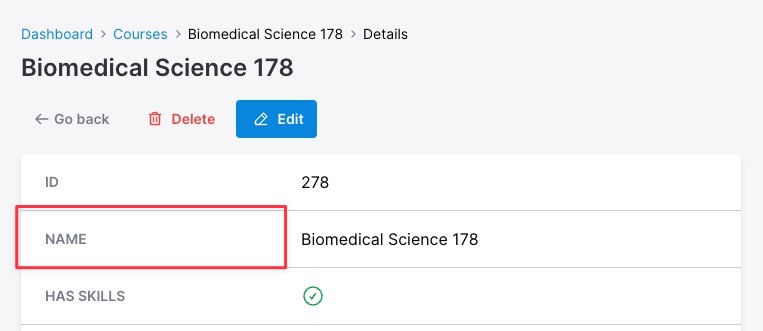 Dashboard > Courses > Biomedical Science 178 > Details
Biomedical Science 178
← Go back Delete Edit
ID 278
NAME Biomedical Science 178
HAS SKILLS